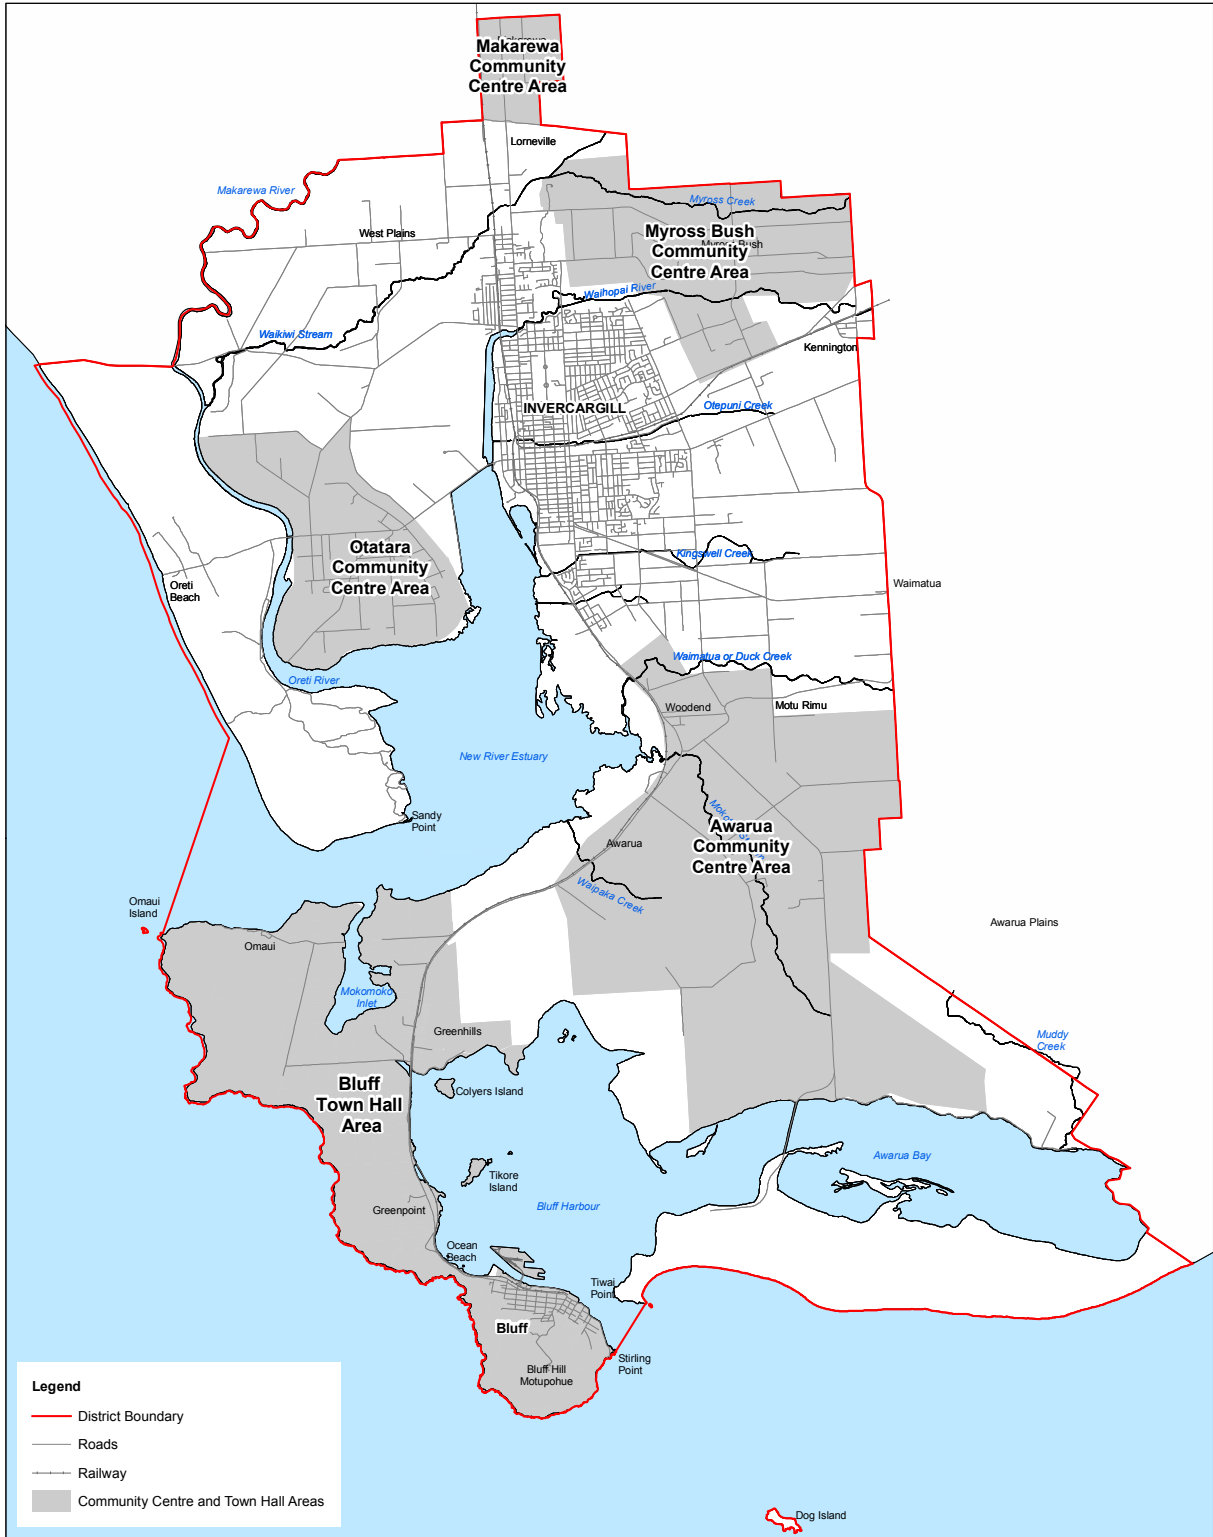 Makarewa
Community
Centre Area
Lorneville
Makarewa River
Myross Creek
West Plains
Myross Bush
Community
Centre Area
Myross Bush
Waihopai River
Waikiwi Stream
Kennington
INVERCARGILL
Otepuni Creek
Otatara
Community
Centre Area
Kingswell Creek
Oreti
Beach
Waimatua
Waimatua or Duck Creek
Oreti River
Woodend
Motu Rimu
New River Estuary
Sandy
Point
Awarua
Awarua
Community
Centre Area
Waipaka Creek
Omaui
Island
Omaui
Awarua Plains
Mokomoko
Inlet
Greenhills
Muddy
Creek
Bluff
Town Hall
Area
Colyers Island
Awarua Bay
Tikore
Island
Greenpoint
Bluff Harbour
Ocean
Beach
Tiwai
Point
Bluff
Stirling
Point
Bluff Hill
Motupohue
Legend
District Boundary
Roads
Railway
Community Centre and Town Hall Areas
Dog Island